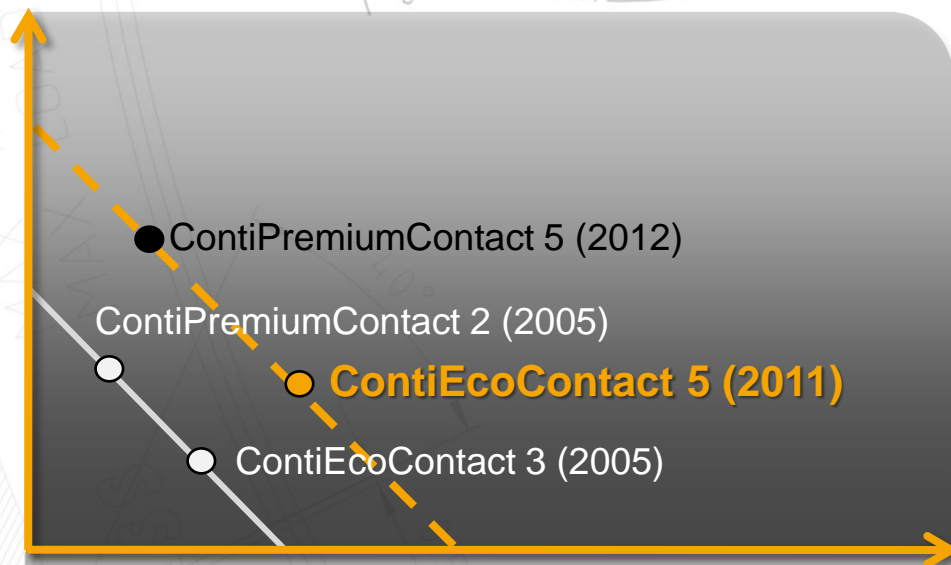 ContiPremiumContact 5 (2012)
ContiPremiumContact 2 (2005)
ContiEcoContact 5 (2011)
ContiEcoContact 3 (2005)